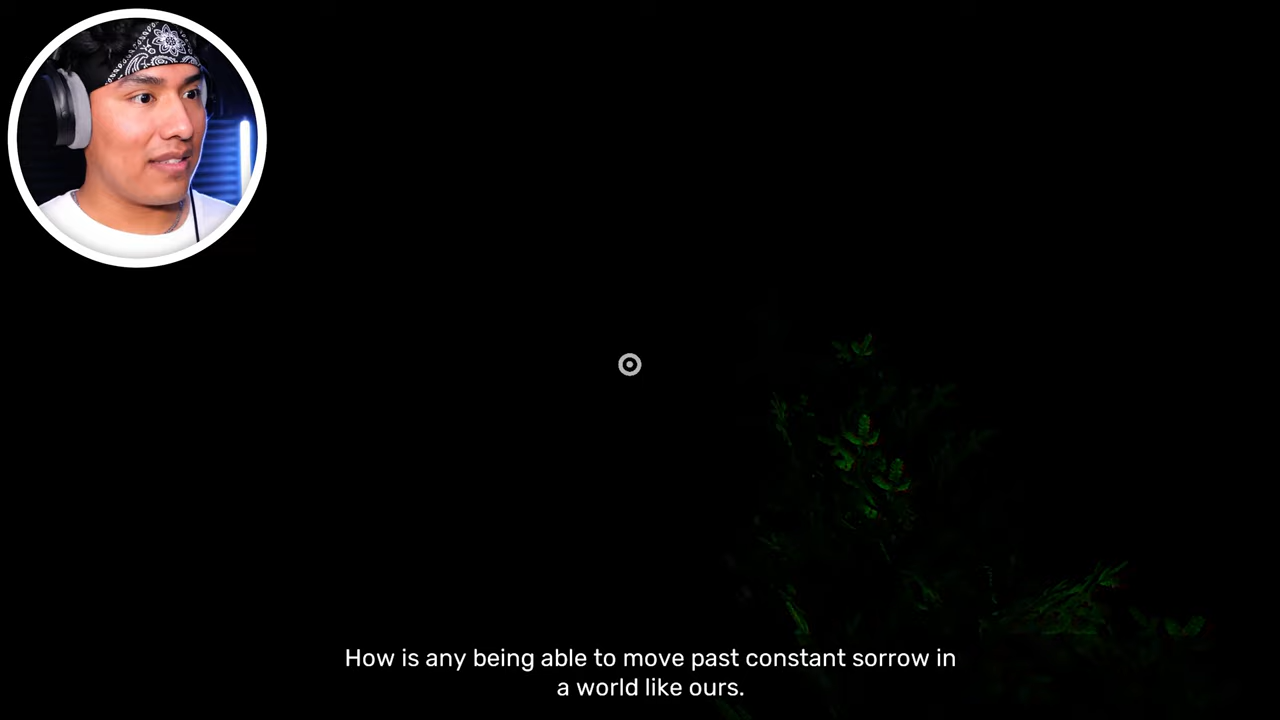 How is any being able to move past constant sorrow in
a world like ours.